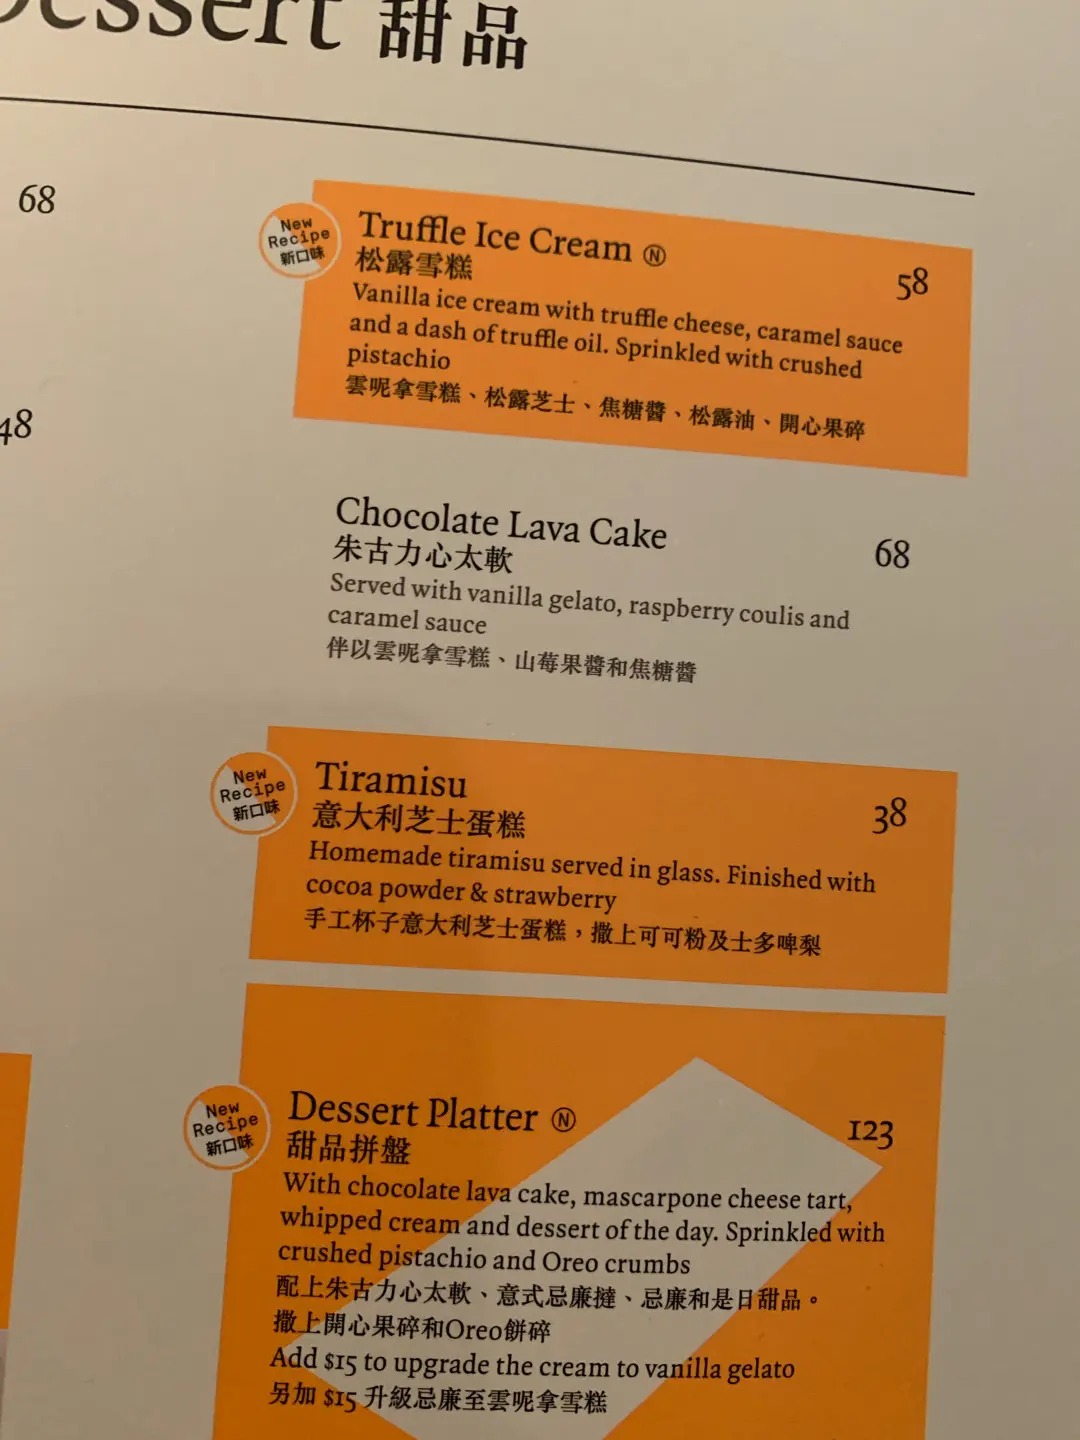 Dessert 甜品
68
48
New
Recipe
新口味
Truffle Ice Cream Ⓝ
58
松露雪糕
Vanilla ice cream with truffle cheese, caramel sauce
and a dash of truffle oil. Sprinkled with crushed
pistachio
雲呢拿雪糕、松露芝士、焦糖醬、松露油、開心果碎
Chocolate Lava Cake
68
朱古力心太軟
Served with vanilla gelato, raspberry coulis and
caramel sauce
伴以雲呢拿雪糕、山莓果醬和焦糖醬
New
Recipe
新口味
Tiramisu
38
意大利芝士蛋糕
Homemade tiramisu served in glass. Finished with
cocoa powder & strawberry
手工杯子意大利芝士蛋糕，撒上可可粉及士多啤梨
New
Recipe
新口味
Dessert Platter Ⓝ
123
甜品拼盤
With chocolate lava cake, mascarpone cheese tart,
whipped cream and dessert of the day. Sprinkled with
crushed pistachio and Oreo crumbs
配上朱古力心太軟、意式忌廉撻、忌廉和是日甜品。
撒上開心果碎和Oreo餅碎
Add $15 to upgrade the cream to vanilla gelato
另加 $15 升級忌廉至雲呢拿雪糕